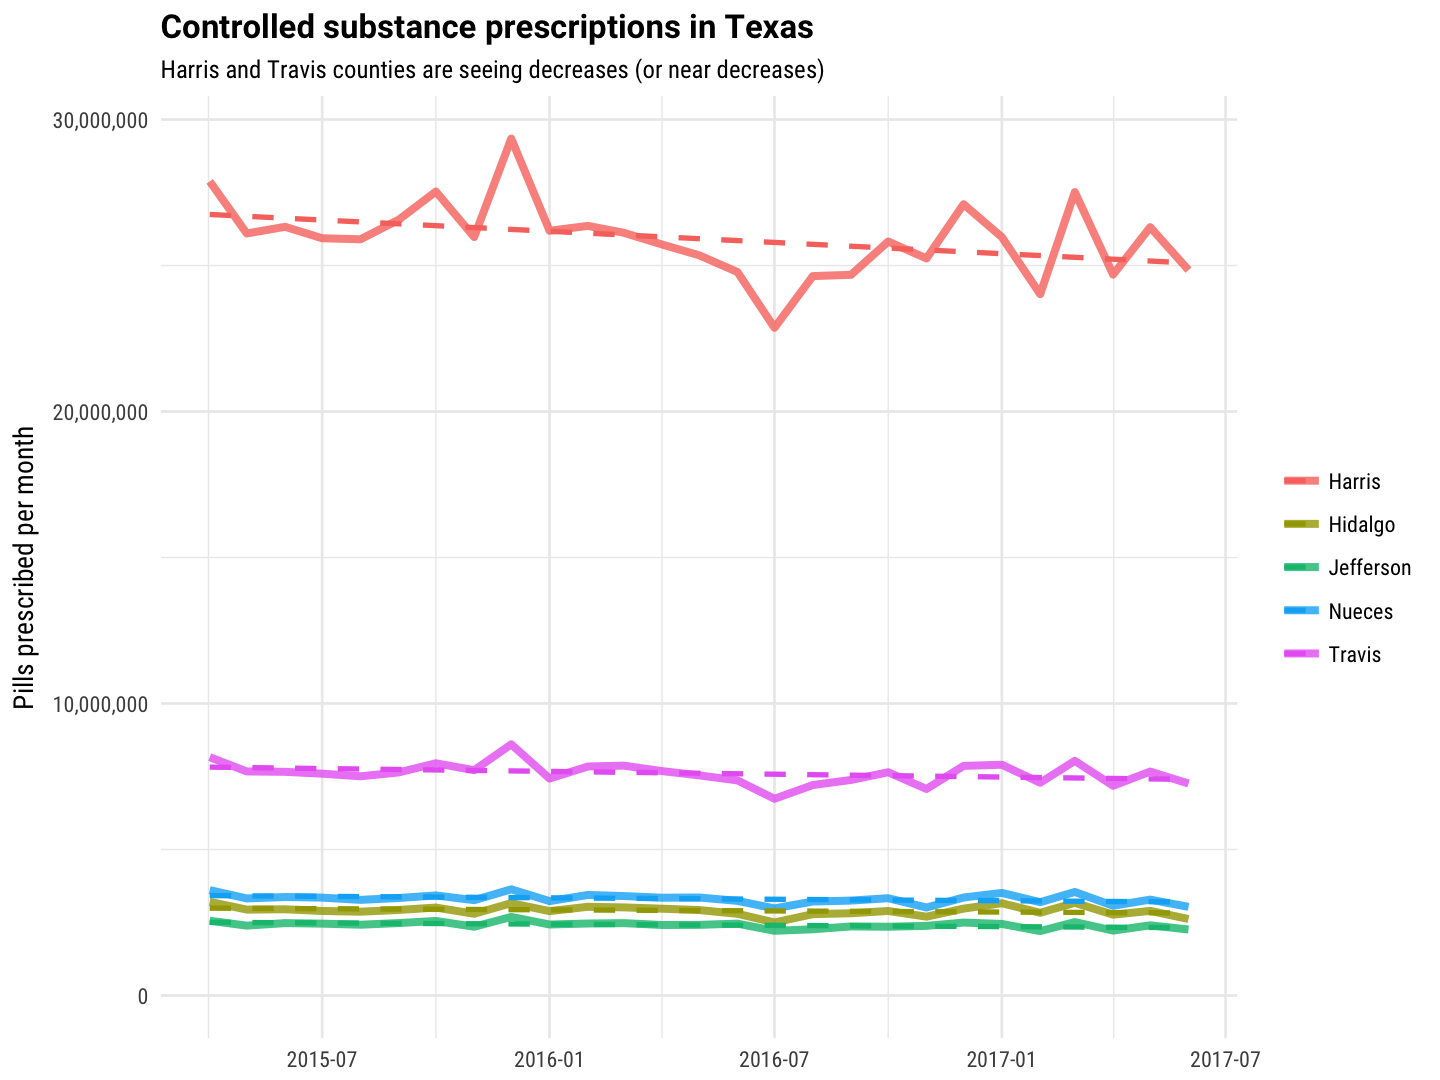 Controlled substance prescriptions in Texas
Harris and Travis counties are seeing decreases (or near decreases)
Pills prescribed per month
30,000,000
20,000,000
10,000,000
0
2015-07
2016-01
2016-07
2017-01
2017-07
Harris
Hidalgo
Jefferson
Nueces
Travis